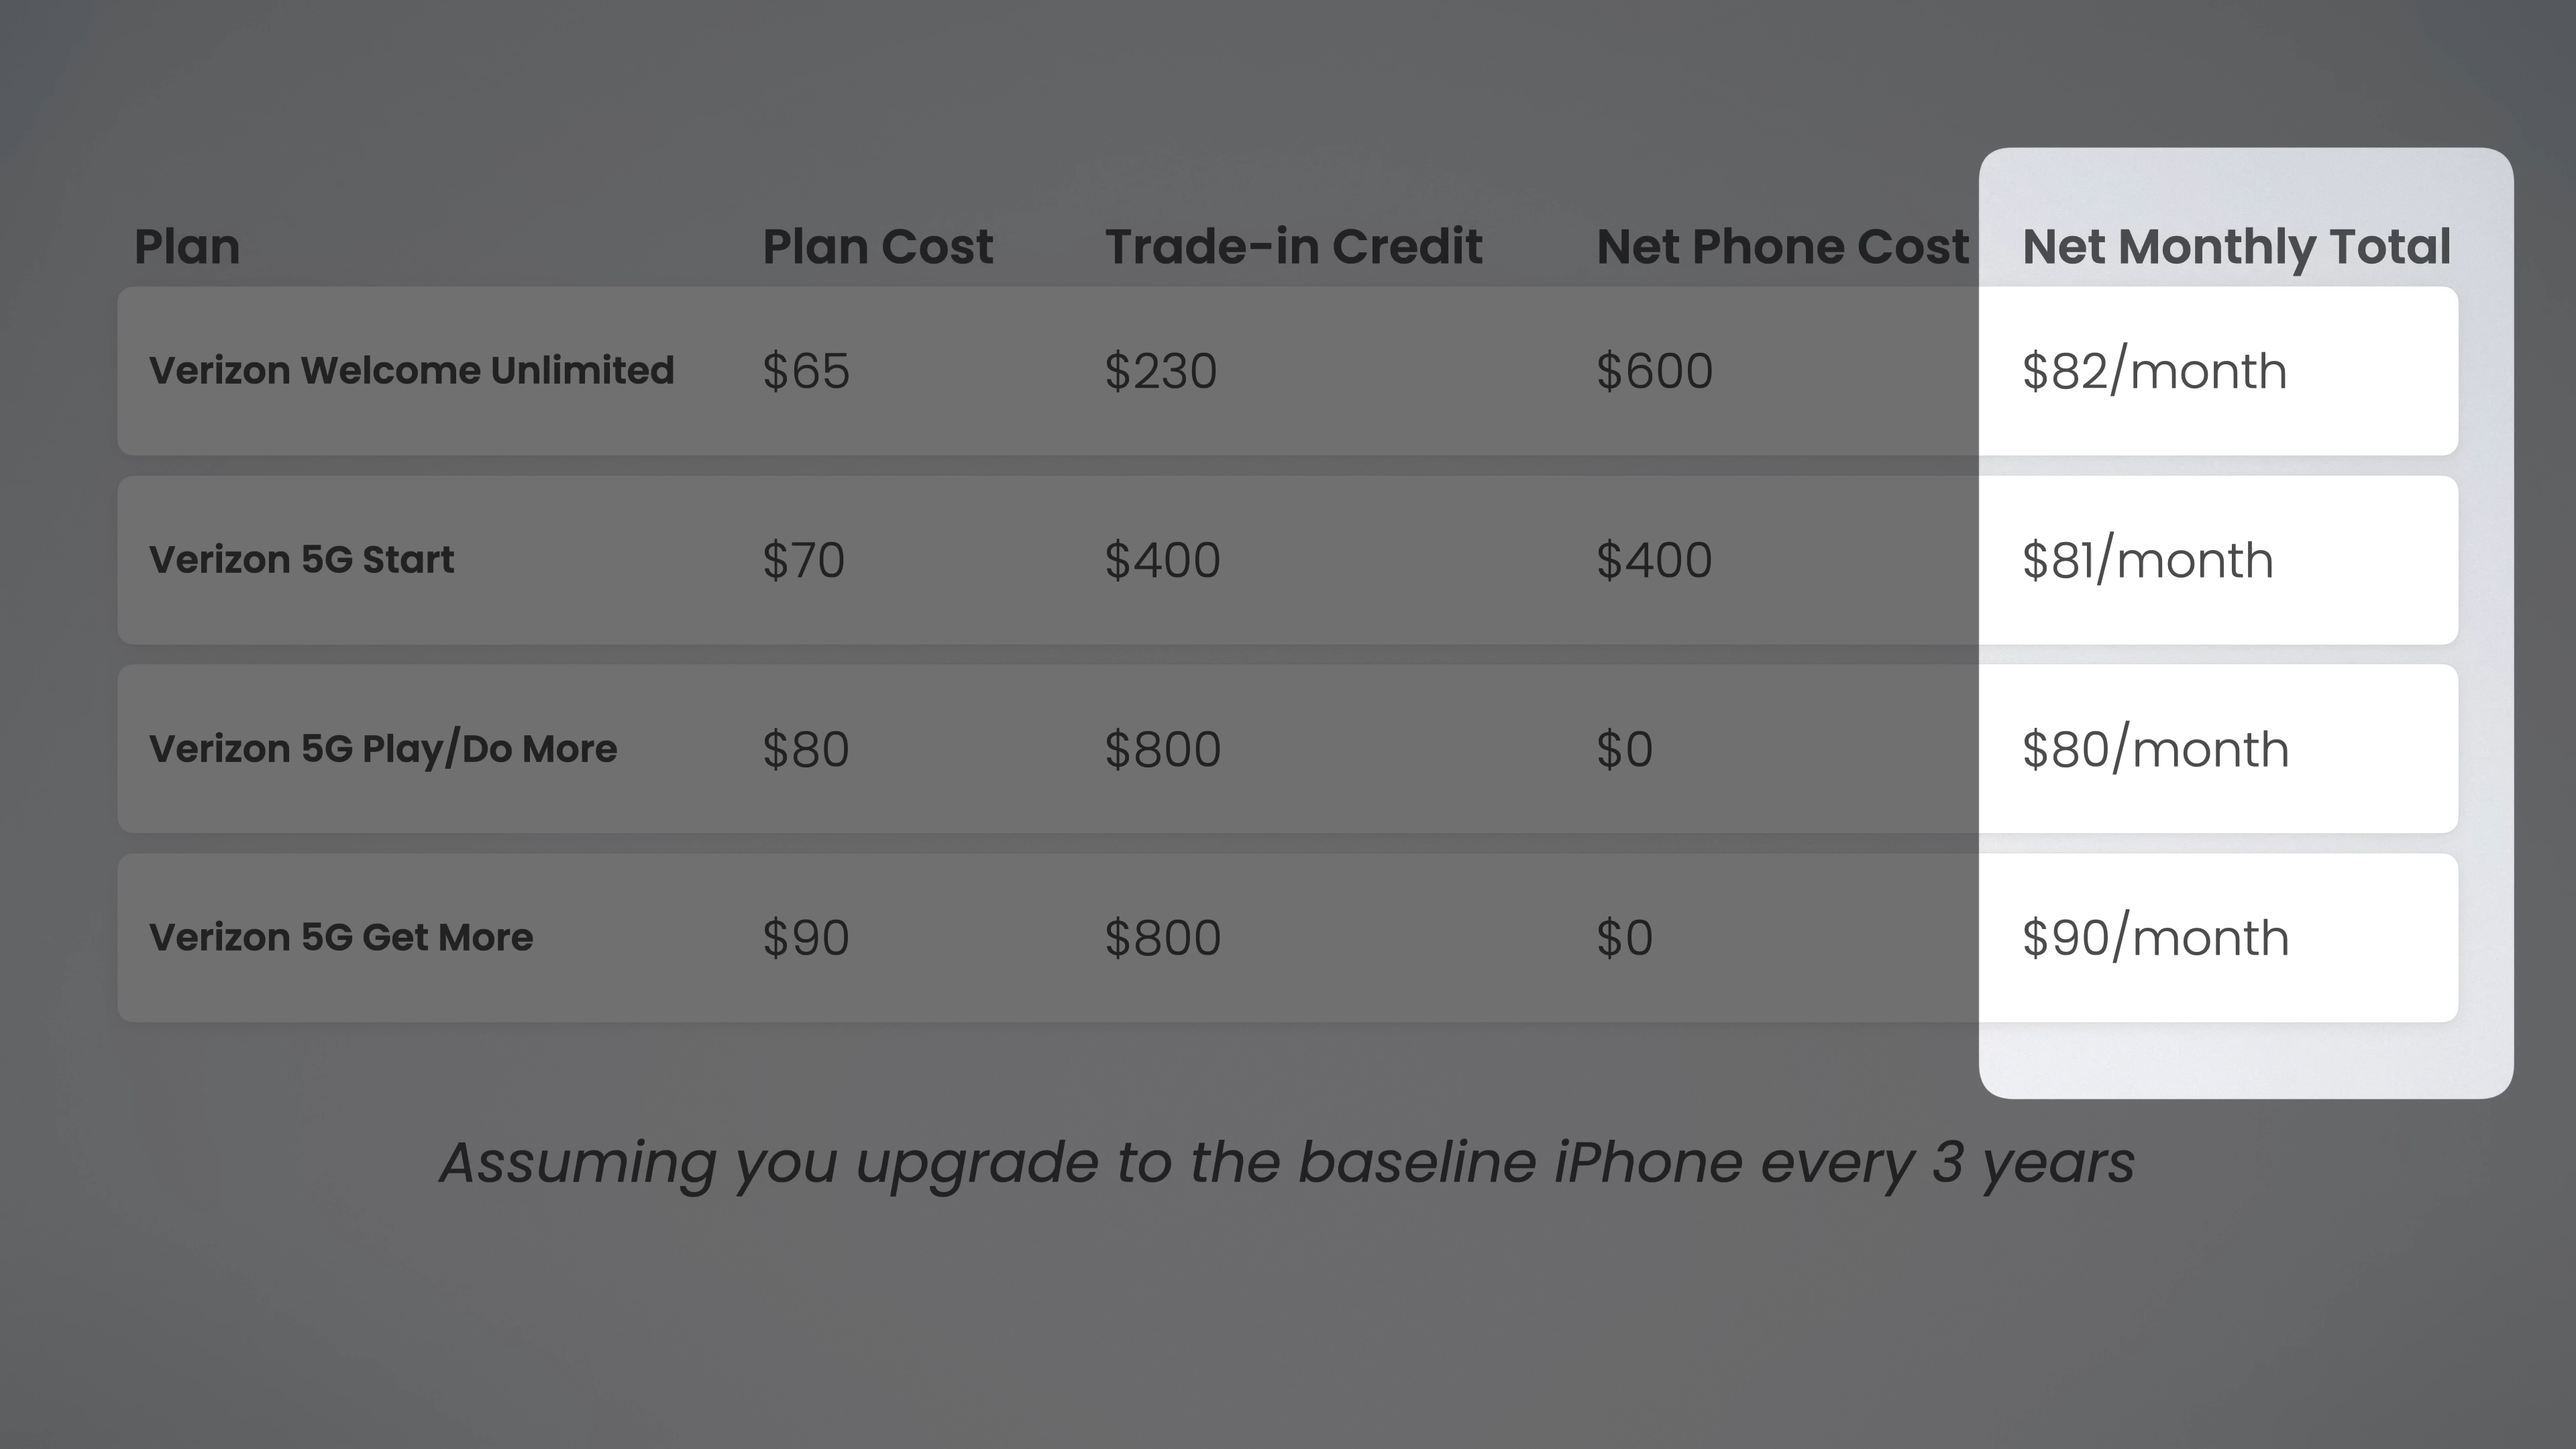 Plan Plan Cost Trade-in Credit Net Phone Cost Net Monthly Total
Verizon Welcome Unlimited $65 $230 $600 $82/month
Verizon 5G Start $70 $400 $400 $81/month
Verizon 5G Play/Do More $80 $800 $0 $80/month
Verizon 5G Get More $90 $800 $0 $90/month
Assuming you upgrade to the baseline iPhone every 3 years